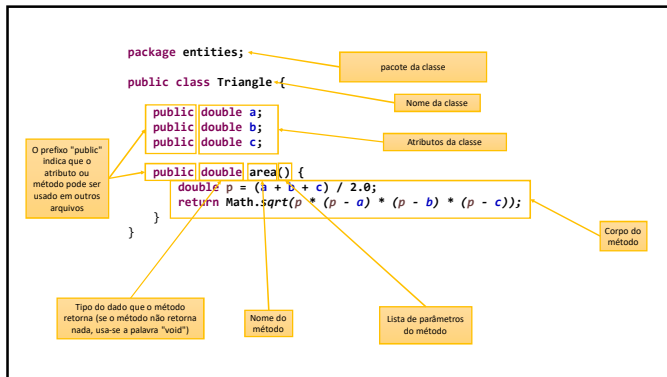 package entities;
pacote da classe
public class Triangle {
Nome da classe
public double a;
public double b;
public double c;
Atributos da classe
O prefixo "public"
indica que o
atributo ou
método pode ser
usado em outros
arquivos
public double area() {
double p = (a + b + c) / 2.0;
return Math.sqrt(p * (p - a) * (p - b) * (p - c));
}
}
Corpo do
método
Tipo do dado que o método
retorna (se o método não retorna
nada, usa-se a palavra "void")
Nome do
método
Lista de parâmetros
do método